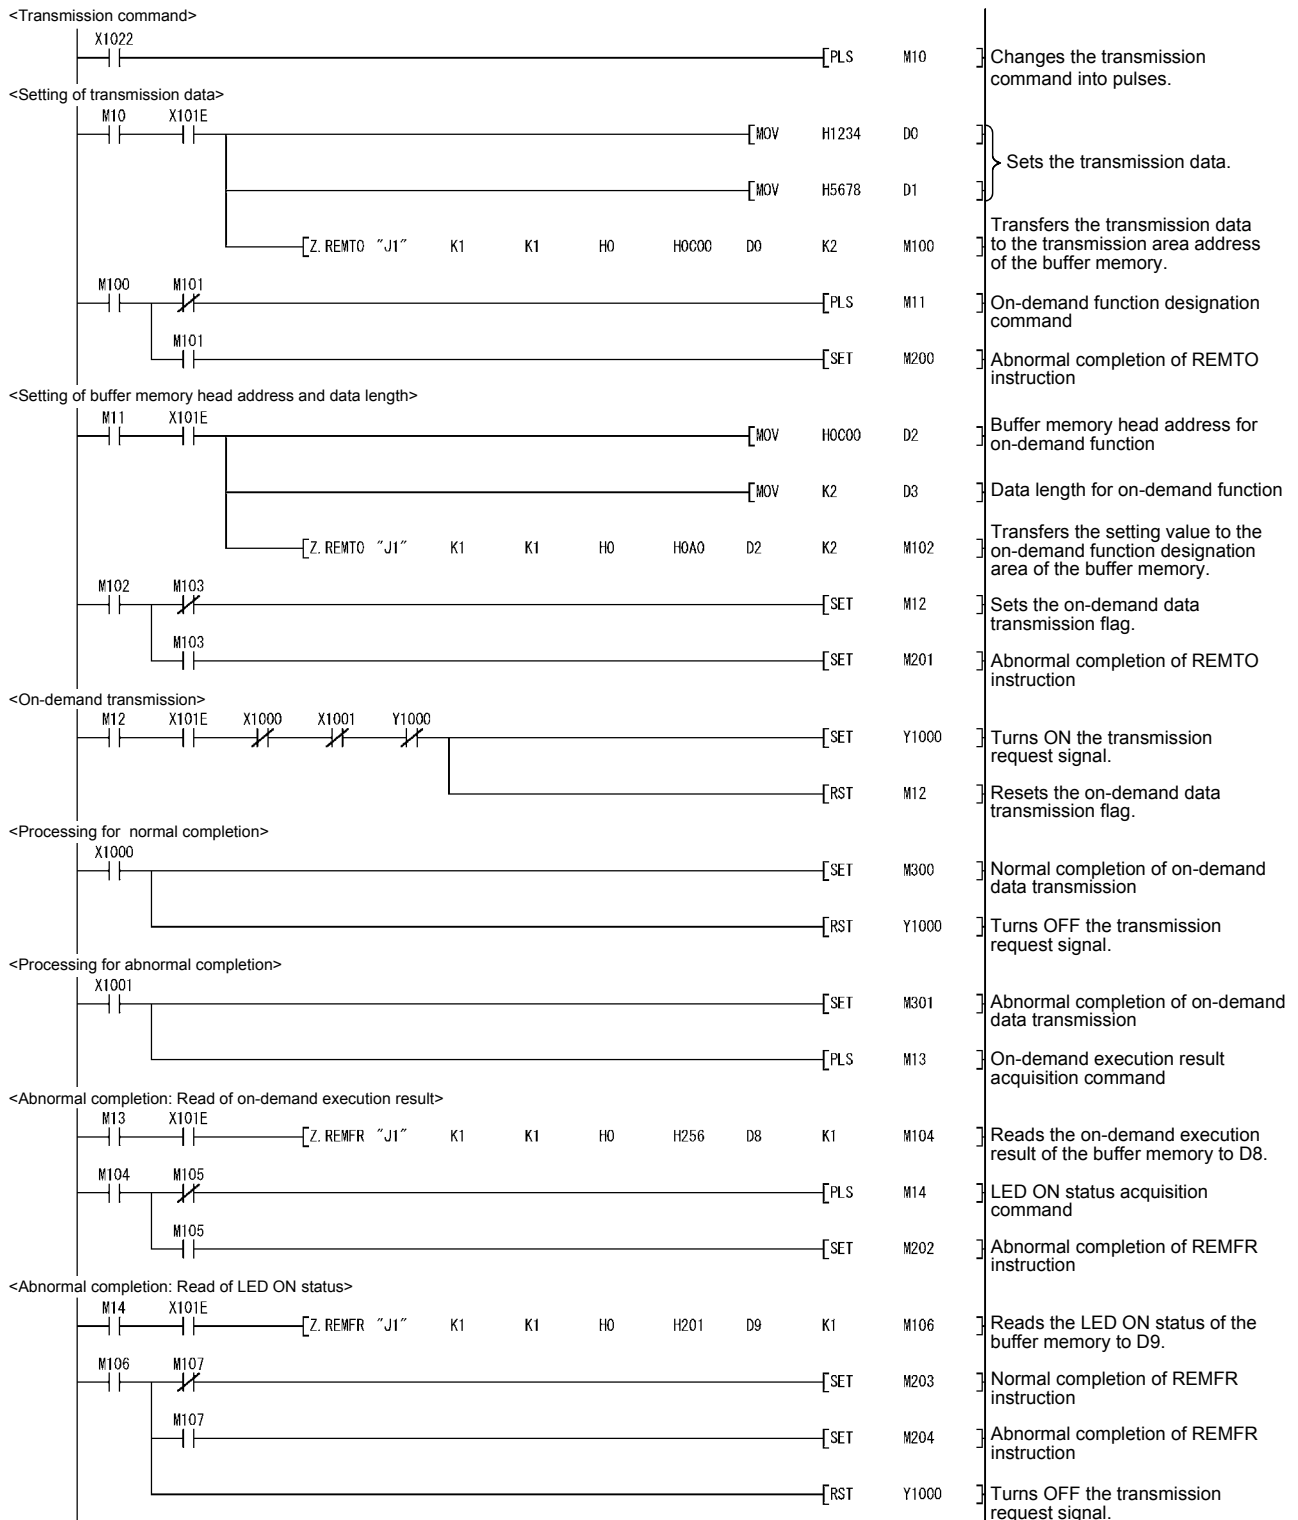 <Transmission command>
X1022
PLS M10 Changes the transmission
command into pulses.
<Setting of transmission data>
M10 X101E
MOV H1234 D0
Sets the transmission data.
MOV H5678 D1
Transfers the transmission data
Z.REMTO "J1" K1 K1 H0 H0C00 D0 K2 M100 to the transmission area address
of the buffer memory.
M100 M101
PLS M11 On-demand function designation
command
M101
SET M200 Abnormal completion of REMTO
instruction
<Setting of buffer memory head address and data length>
M11 X101E
MOV H0C00 D2 Buffer memory head address for
on-demand function
MOV K2 D3 Data length for on-demand function
Transfers the setting value to the
Z.REMTO "J1" K1 K1 H0 H0A0 D2 K2 M102 on-demand function designation
area of the buffer memory.
M102 M103
SET M12 Sets the on-demand data
transmission flag.
M103
SET M201 Abnormal completion of REMTO
instruction
<On-demand transmission>
M12 X101E X1000 X1001 Y1000
SET Y1000 Turns ON the transmission
request signal.
RST M12 Resets the on-demand data
transmission flag.
<Processing for normal completion>
X1000
SET M300 Normal completion of on-demand
data transmission
RST Y1000 Turns OFF the transmission
request signal.
<Processing for abnormal completion>
X1001
SET M301 Abnormal completion of on-demand
data transmission
PLS M13 On-demand execution result
acquisition command
<Abnormal completion: Read of on-demand execution result>
M13 X101E
Z.REMFR "J1" K1 K1 H0 H256 D8 K1 M104 Reads the on-demand execution
result of the buffer memory to D8.
M104 M105
PLS M14 LED ON status acquisition
command
M105
SET M202 Abnormal completion of REMFR
instruction
<Abnormal completion: Read of LED ON status>
M14 X101E
Z.REMFR "J1" K1 K1 H0 H201 D9 K1 M106 Reads the LED ON status of the
buffer memory to D9.
M106 M107
SET M203 Normal completion of REMFR
instruction
M107
SET M204 Abnormal completion of REMFR
instruction
RST Y1000 Turns OFF the transmission
request signal.